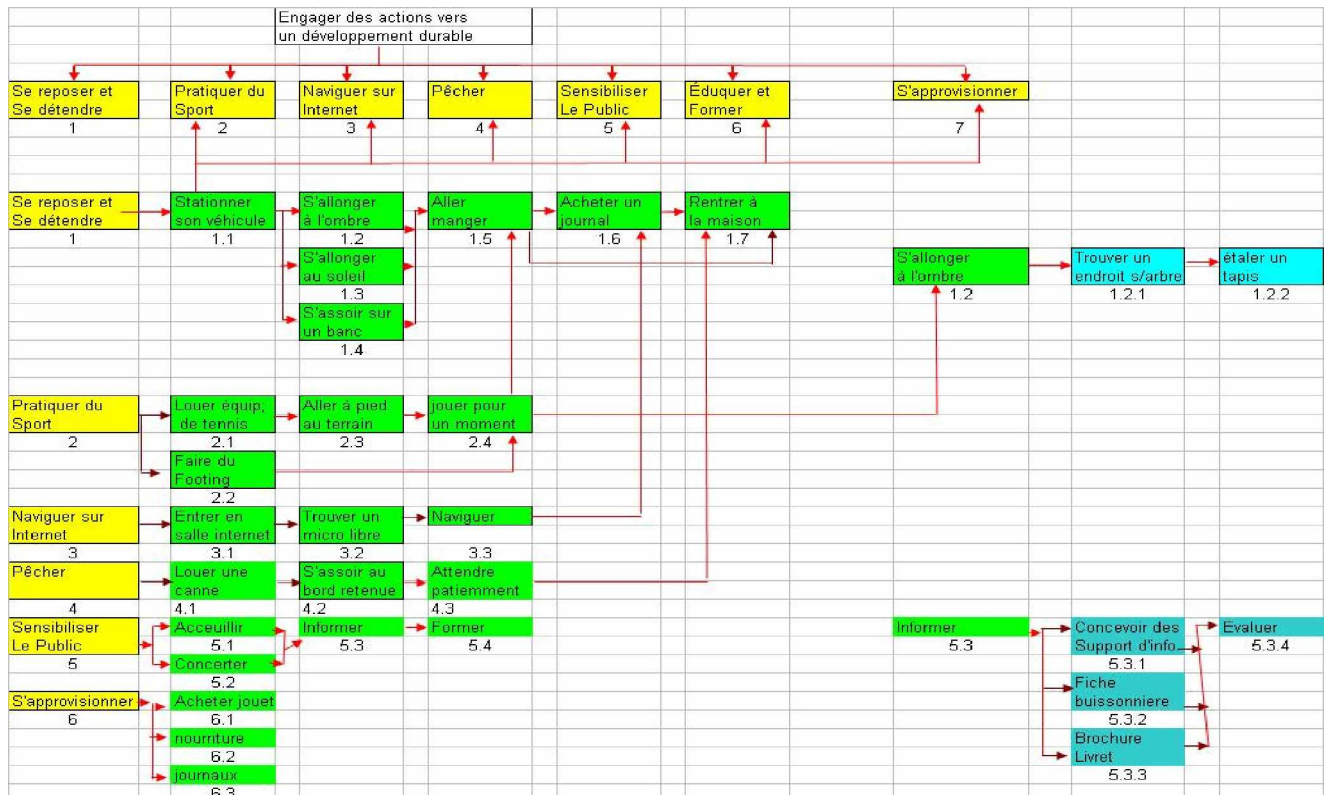 Engager des actions vers
un développement durable
Se reposer et
Se détendre
1
Pratiquer du
Sport
2
Naviguer sur
Internet
3
Pêcher
4
Sensibiliser
Le Public
5
Éduquer et
Former
6
S'approvisionner
7
Se reposer et
Se détendre
1
Stationner
son véhicule
1.1
S'allonger
à l'ombre
1.2
Aller
manger
1.5
Acheter un
journal
1.6
Rentrer à
la maison
1.7
S'allonger
au soleil
1.3
S'assoir sur
un banc
1.4
S'allonger
à l'ombre
1.2
Trouver un
endroit s/arbre
1.2.1
étaler un
tapis
1.2.2
Pratiquer du
Sport
2
Louer équip;
de tennis
2.1
Aller à pied
au terrain
2.3
jouer pour
un moment
2.4
Faire du
Footing
2.2
Naviguer sur
Internet
3
Entrer en
salle internet
3.1
Trouver un
micro libre
3.2
Naviguer
3.3
Pêcher
4
Louer une
canne
4.1
S'assoir au
bord retenue
4.2
Attendre
patiemment
4.3
Sensibiliser
Le Public
5
Acceuillir
5.1
Concerter
5.2
Informer
5.3
Former
5.4
Informer
5.3
Concevoir des
Support d'info
5.3.1
Fiche
buissonniere
5.3.2
Brochure
Livret
5.3.3
Evaluer
5.3.4
S'approvisionner
6
Acheter jouet
6.1
nourriture
6.2
journaux
6.3